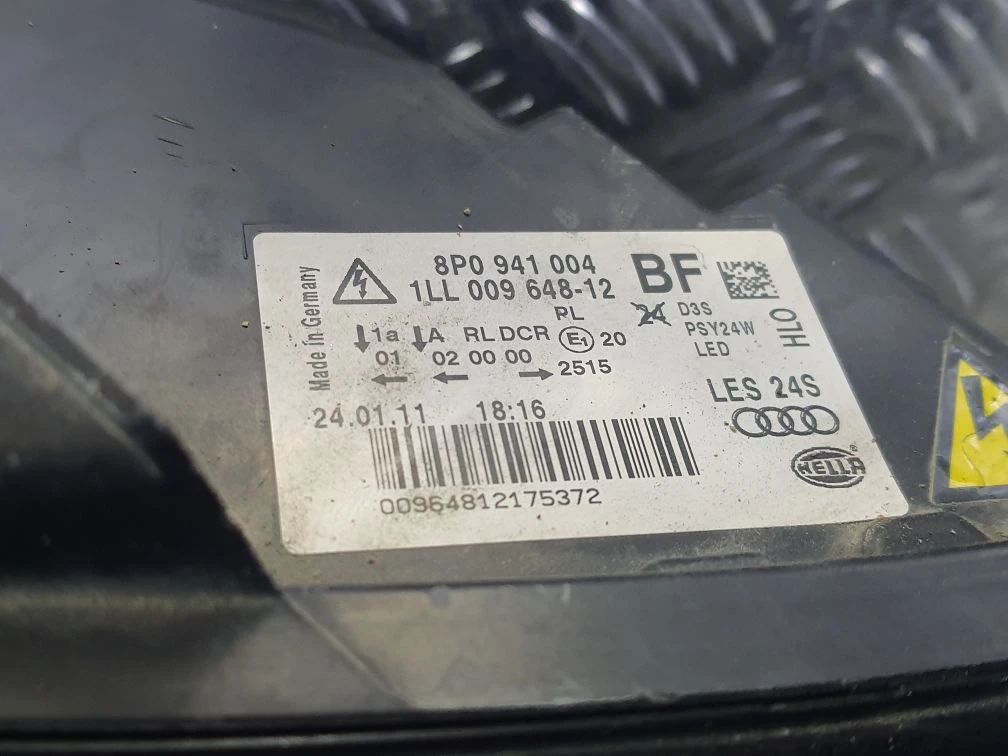 8P0 941 004
1LL 009 648-12
BF
Made in Germany
PL
24 D3S
PSY24W
LED
HLO
1a A RL DCR E1 20
01 02 00 00 2515
LES 24S
24.01.11 18:16
00964812175372
HELLA